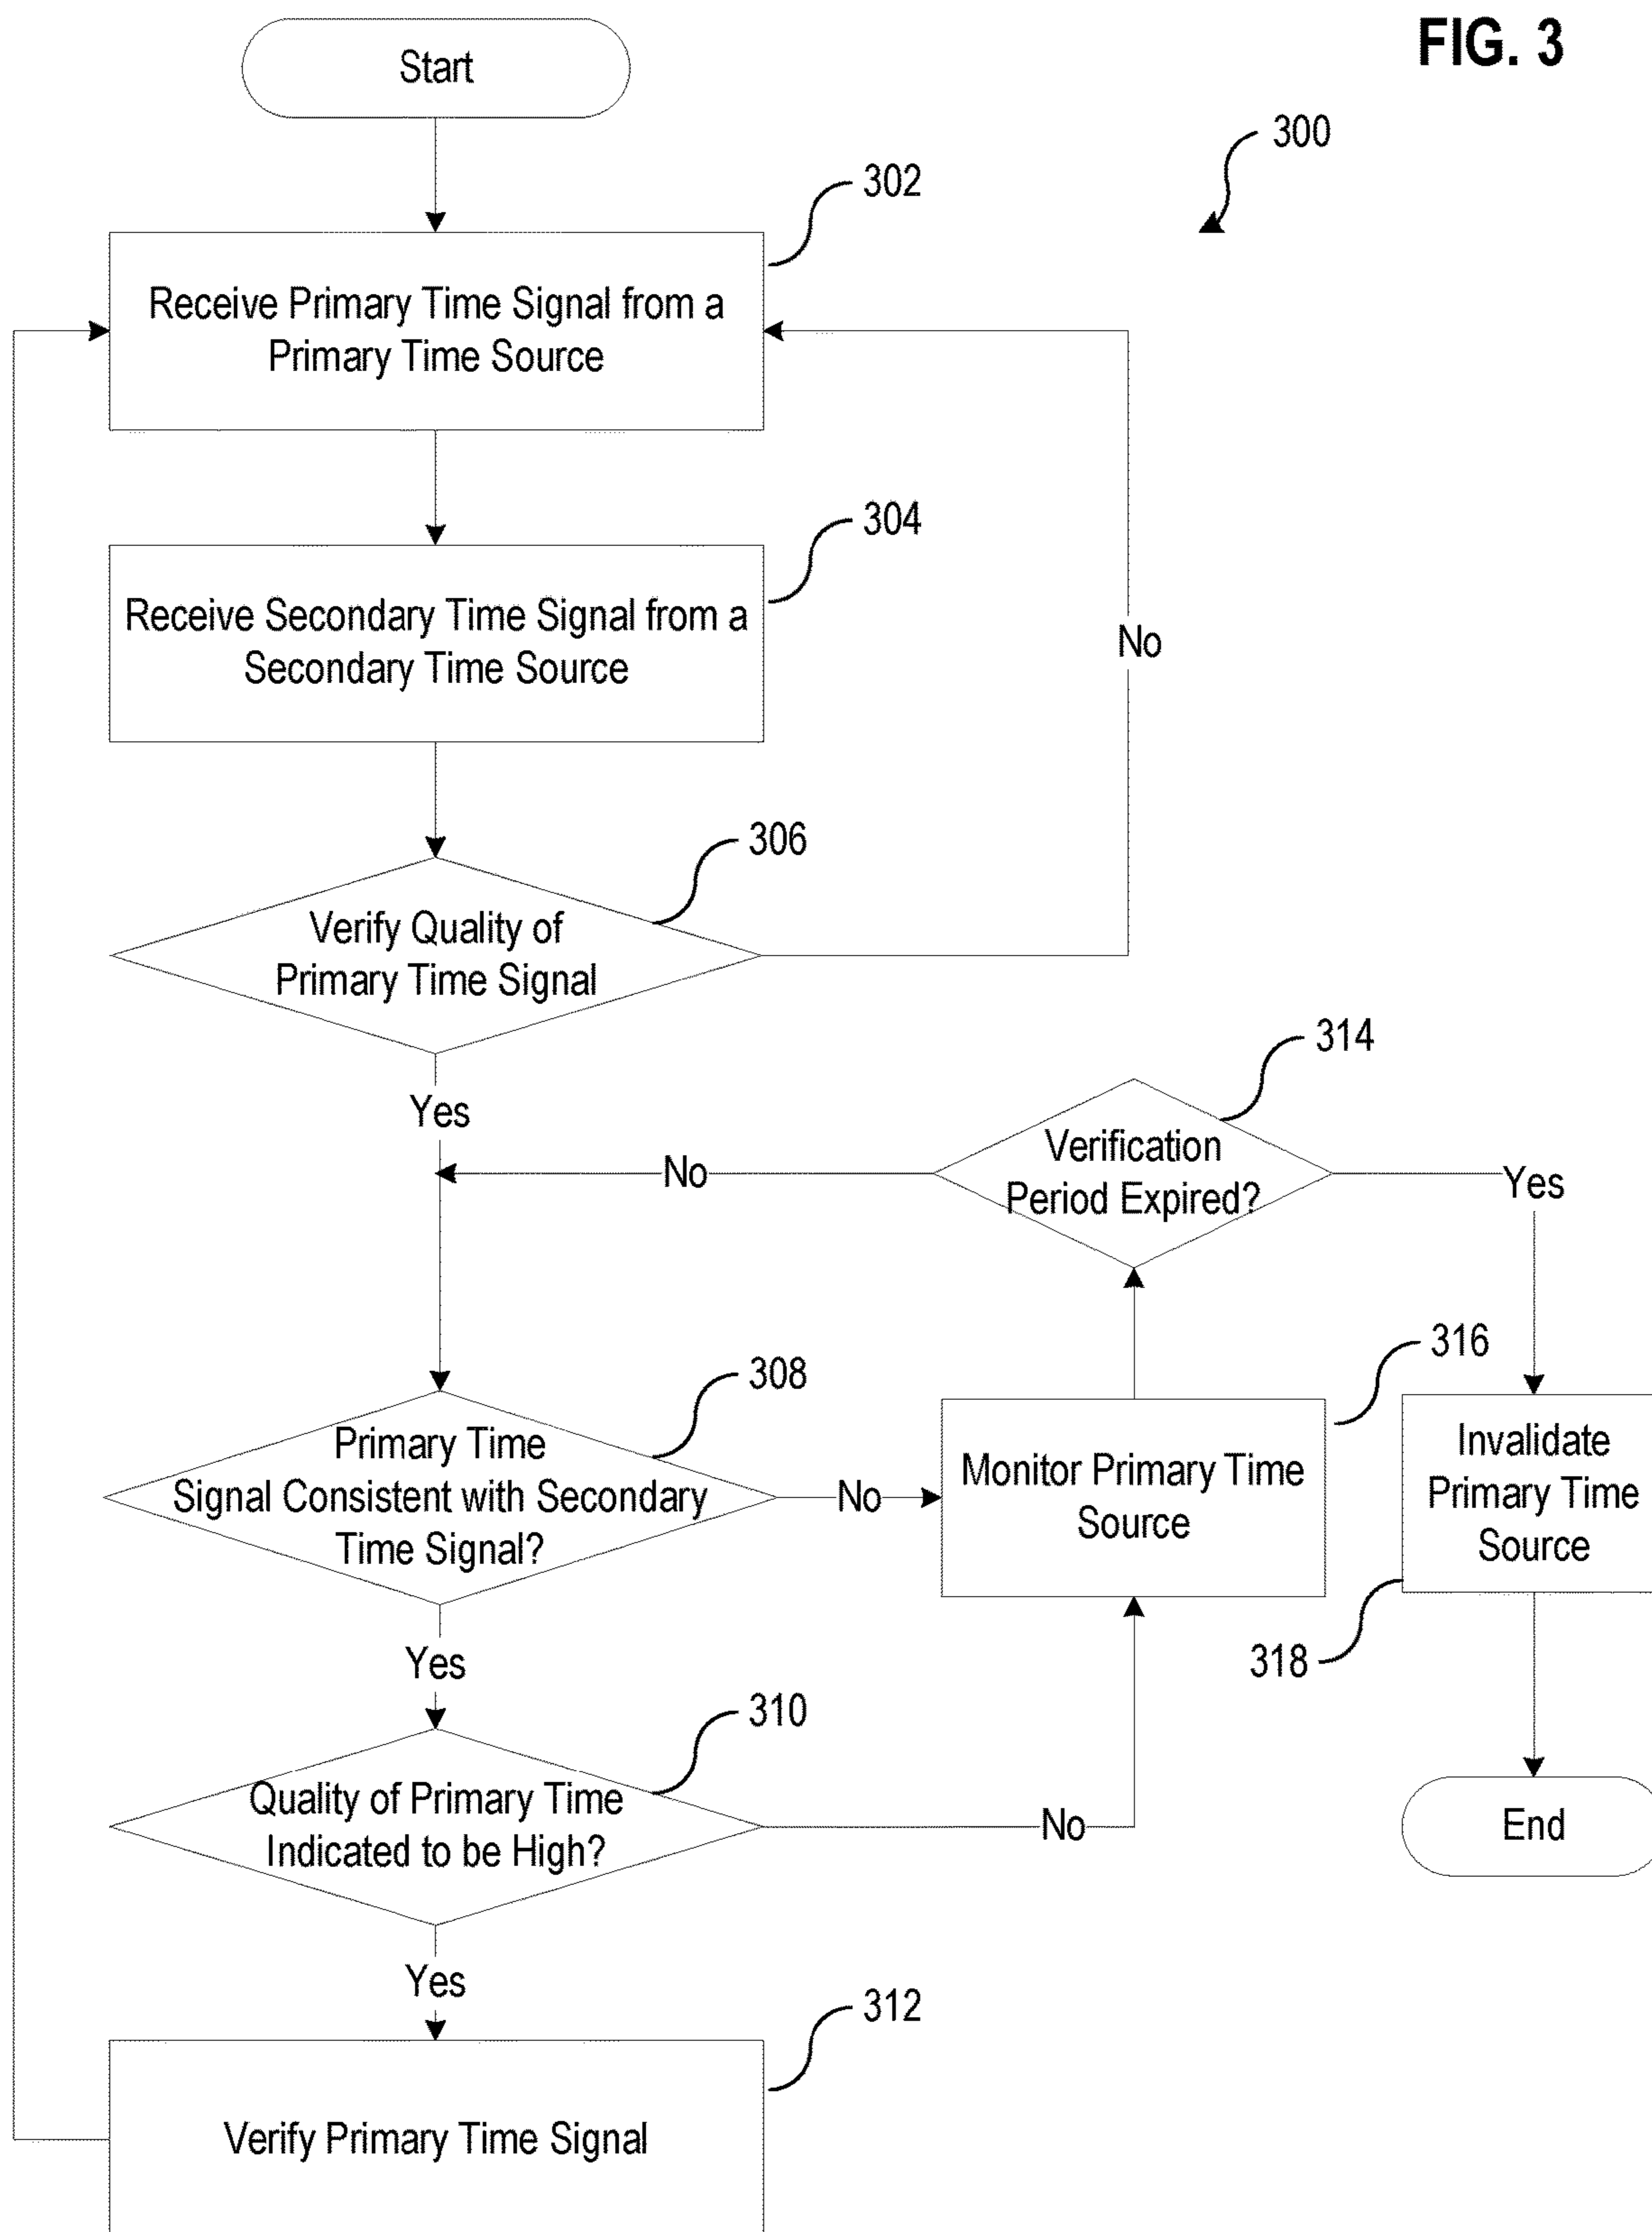 FIG. 3
Start
300
302
Receive Primary Time Signal from a
Primary Time Source
304
Receive Secondary Time Signal from a
Secondary Time Source
No
306
Verify Quality of
Primary Time Signal
Yes
314
Verification
Period Expired?
No
Yes
308
Primary Time
Signal Consistent with Secondary
Time Signal?
No
316
Monitor Primary Time
Source
Invalidate
Primary Time
Source
318
Yes
310
Quality of Primary Time
Indicated to be High?
No
End
Yes
312
Verify Primary Time Signal